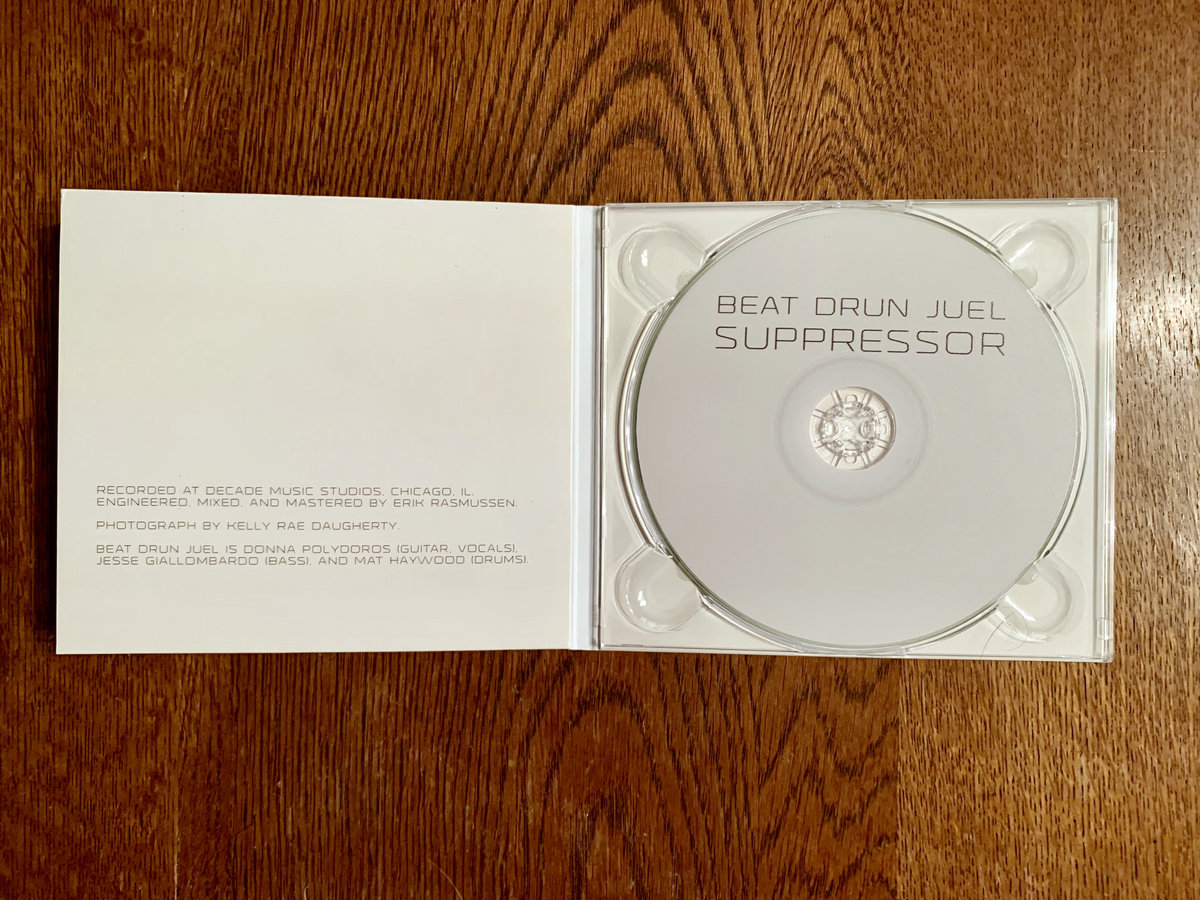 RECORDED AT DECADE MUSIC STUDIOS, CHICAGO, IL.
ENGINEERED, MIXED, AND MASTERED BY ERIK RASMUSSEN.
PHOTOGRAPH BY KELLY RAE DAUGHERTY.
BEAT DRUN JUEL IS DONNA POLYDOROS (GUITAR, VOCALS),
JESSE GIALLOMBARDO (BASS), AND MAT HAYWOOD (DRUMS).
BEAT DRUN JUEL
SUPPRESSOR